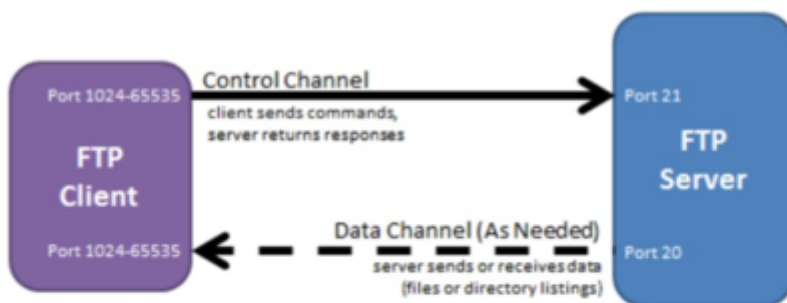 Control Channel
Port 1024-65535
Port 21
client sends commands,
server returns responses
FTP
Client
FTP
Server
Data Channel (As Needed)
Port 1024-65535
Port 20
server sends or receives data
(files or directory listings)